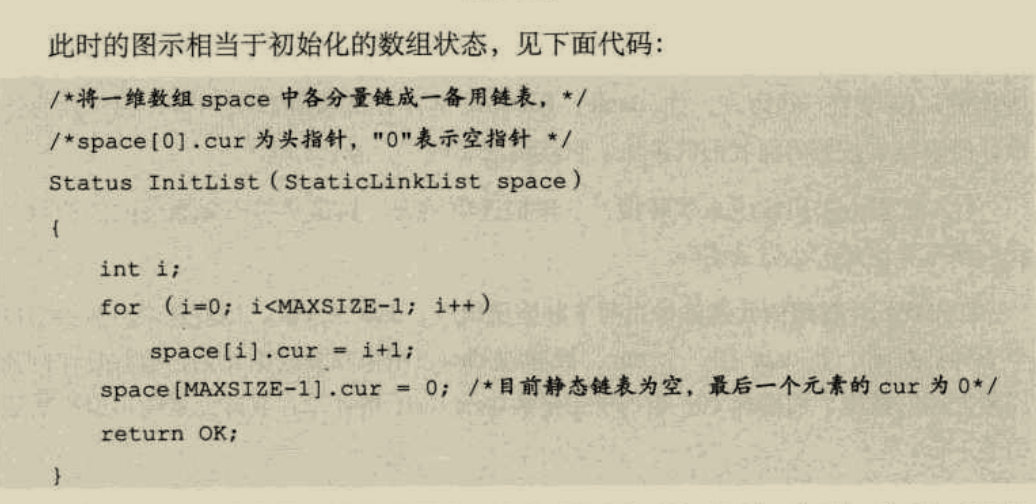 此时的图示相当于初始化的数组状态，见下面代码：
/*将一维数组 space 中各分量链成一备用链表，*/
/*space[0].cur 为头指针，"0"表示空指针 */
Status InitList(StaticLinkList space)
{
int i;
for (i=0; i<MAXSIZE-1; i++)
space[i].cur = i+1;
space[MAXSIZE-1].cur = 0; /*目前静态链表为空，最后一个元素的 cur 为 0*/
return OK;
}